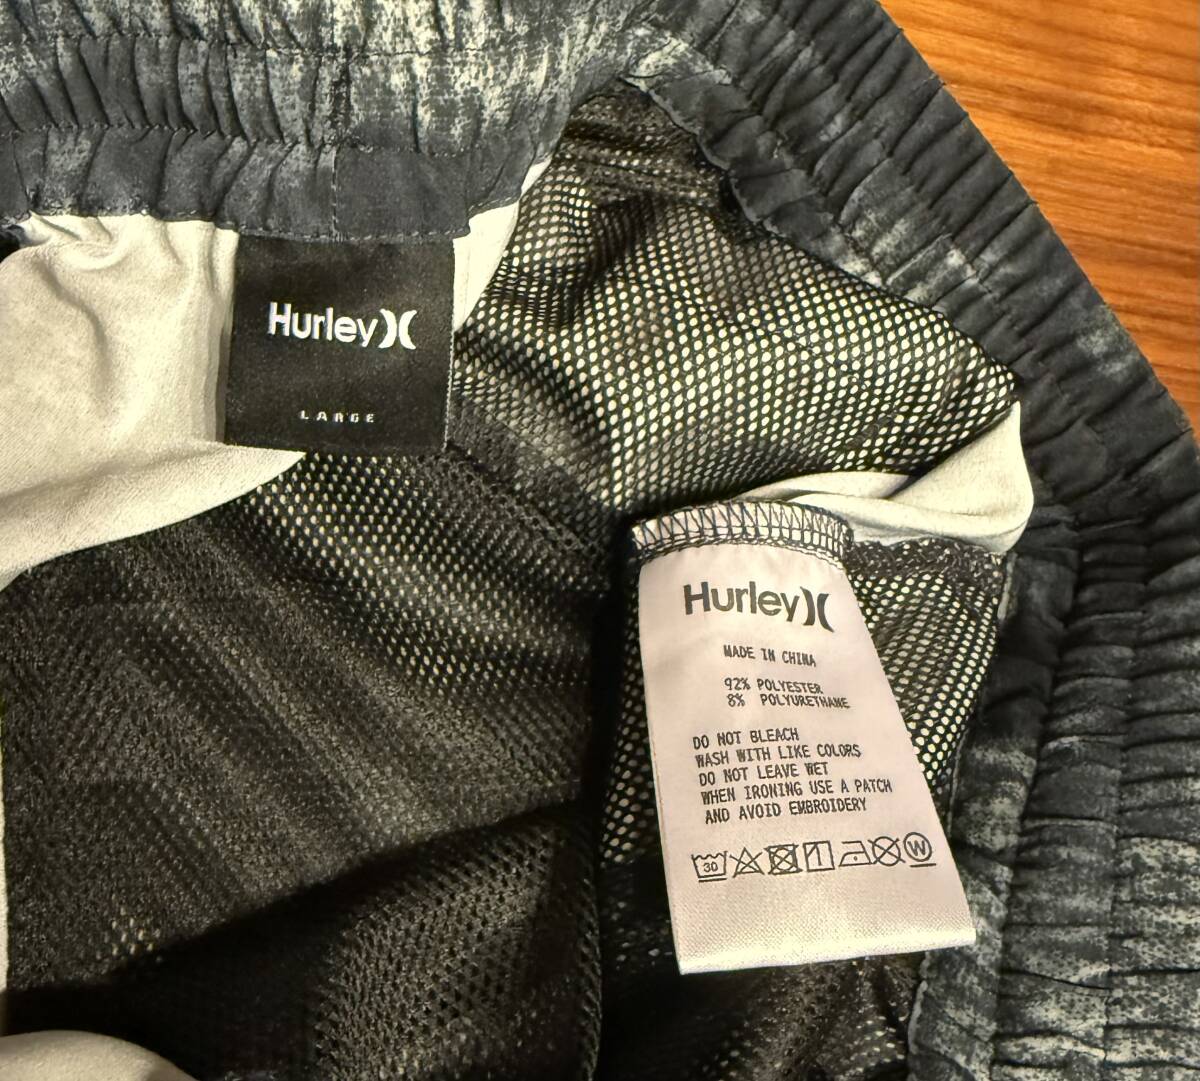 Hurley
LARGE
Hurley
MADE IN CHINA
92% POLYESTER
8% POLYURETHANE
DO NOT BLEACH
WASH WITH LIKE COLORS
DO NOT LEAVE WET
WHEN IRONING USE A PATCH
AND AVOID EMBROIDERY
30 W